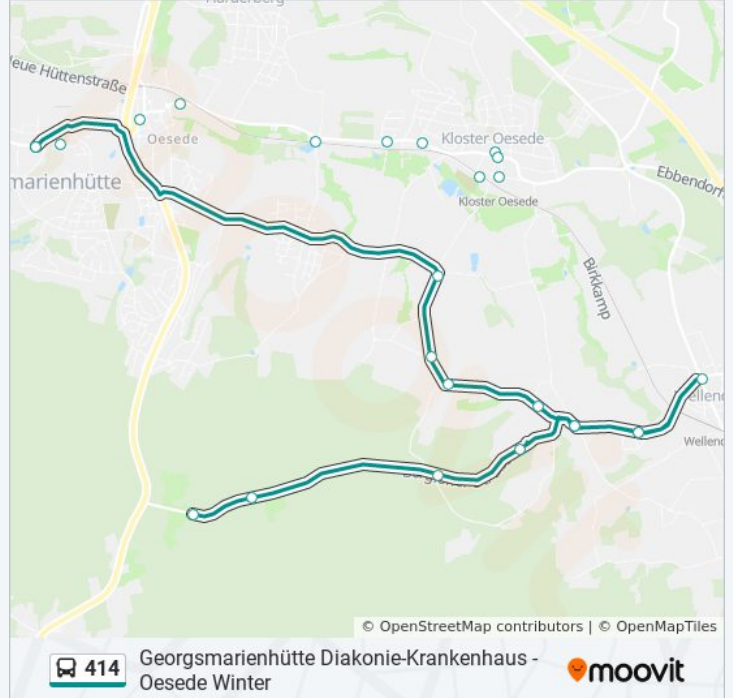 Harderberg
Neue Hüttenstraße
Oesede
Kloster Oesede
marienhütte
Ebbendorf
Kloster Oesede
Birkkamp
Wellend
Wellend
© OpenStreetMap contributors | © OpenMapTiles
414
Georgsmarienhütte Diakonie-Krankenhaus -
Oesede Winter
moovit